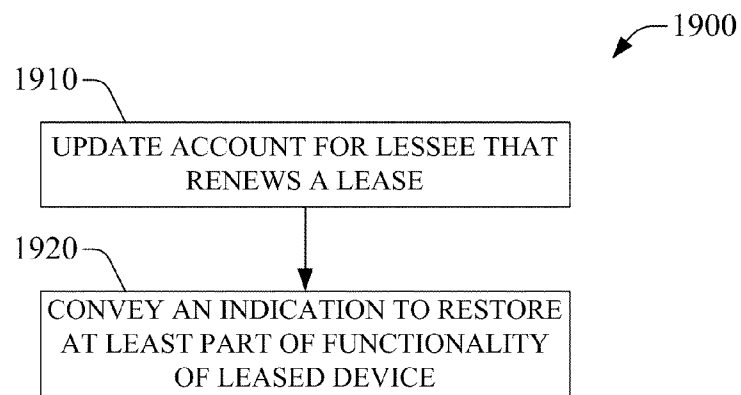 1900
1910
UPDATE ACCOUNT FOR LESSEE THAT
RENEWS A LEASE
1920
CONVEY AN INDICATION TO RESTORE
AT LEAST PART OF FUNCTIONALITY
OF LEASED DEVICE